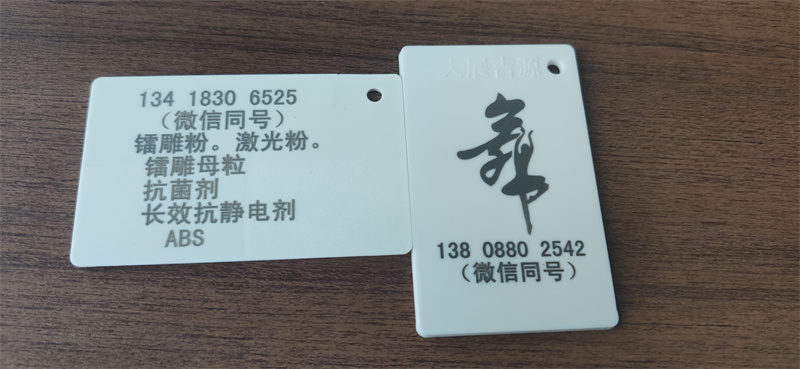 134 1830 6525
（微信同号）
镭雕粉。激光粉。
镭雕母粒
抗菌剂
长效抗静电剂
ABS
舞
138 0880 2542
（微信同号）